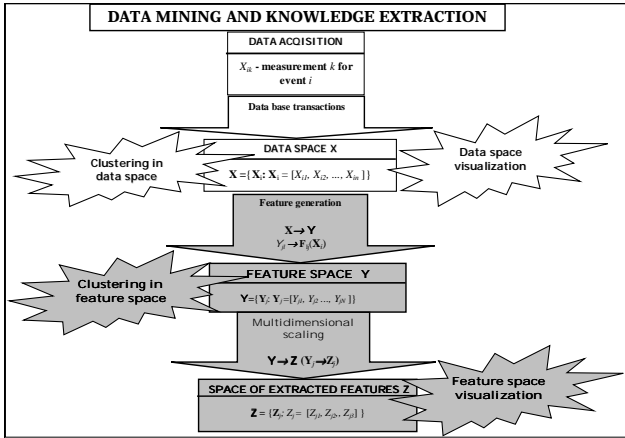 DATA MINING AND KNOWLEDGE EXTRACTION
DATA ACQISITION
Xik - measurement k for
event i
Data base transactions
Clustering in
data space
DATA SPACE X
X ={Xi: Xi = [Xi1, Xi2, ..., Xin ]}
Data space
visualization
Feature generation
X→Y
Yjl → Fij(Xi)
Clustering in
feature space
FEATURE SPACE Y
Y={Yj: Yj =[Yj1, Yj2 ..., YjN ]}
Multidimensional
scaling
Y→Z (Yj→Zj)
SPACE OF EXTRACTED FEATURES Z
Z = {Zj: Zj = [Zj1, Zj2, Zj3] }
Feature space
visualization